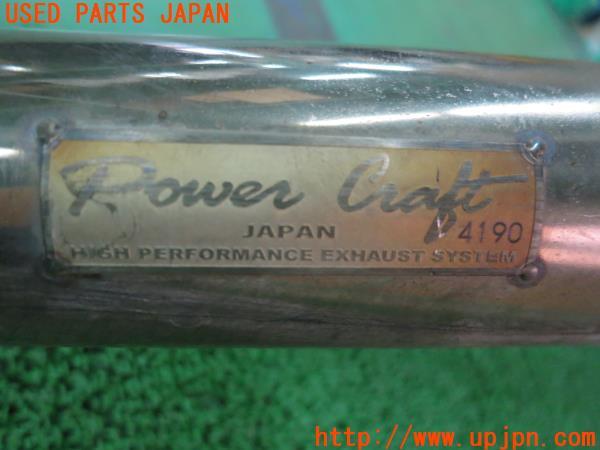 USED PARTS JAPAN
Power Craft
JAPAN
4190
HIGH PERFORMANCE EXHAUST SYSTEM
http://www.upjpn.com/